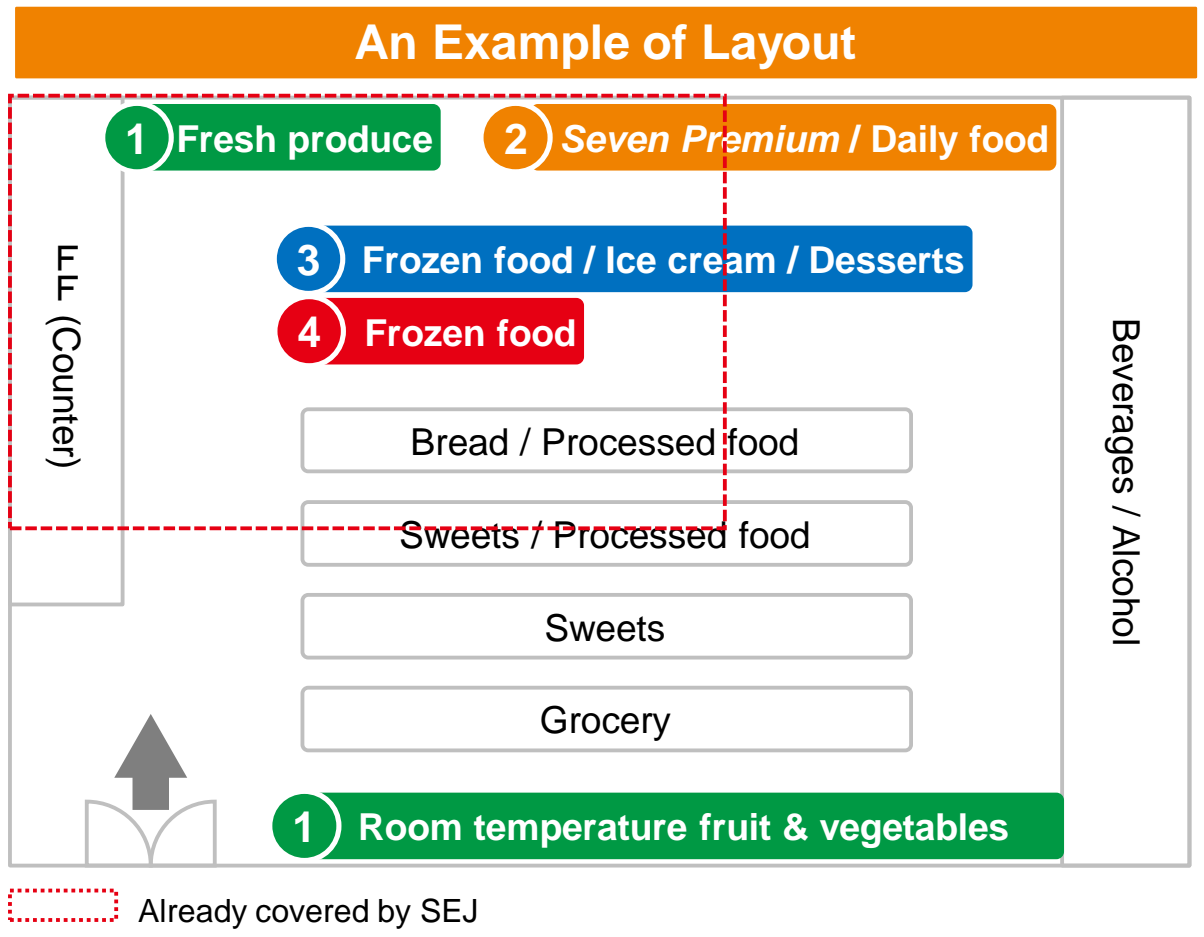 An Example of Layout
1 Fresh produce
2 Seven Premium / Daily food
3 Frozen food / Ice cream / Desserts
4 Frozen food
FF (Counter)
Bread / Processed food
Sweets / Processed food
Sweets
Grocery
Beverages / Alcohol
1 Room temperature fruit & vegetables
Already covered by SEJ